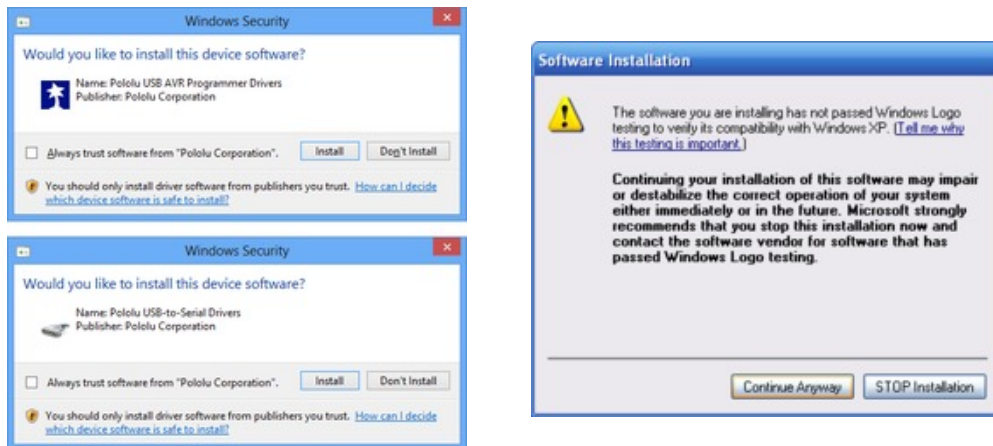 Windows Security
Would you like to install this device software?
Name: Pololu USB AVR Programmer Drivers
Publisher: Pololu Corporation
Always trust software from "Pololu Corporation".
Install
Don't Install
You should only install driver software from publishers you trust. How can I decide
which device software is safe to install?
Windows Security
Would you like to install this device software?
Name: Pololu USB-to-Serial Drivers
Publisher: Pololu Corporation
Always trust software from "Pololu Corporation".
Install
Don't Install
You should only install driver software from publishers you trust. How can I decide
which device software is safe to install?
Software Installation
The software you are installing has not passed Windows Logo
testing to verify its compatibility with Windows XP. (Tell me why
this testing is important.)
Continuing your installation of this software may impair
or destabilize the correct operation of your system
either immediately or in the future. Microsoft strongly
recommends that you stop this installation now and
contact the software vendor for software that has
passed Windows Logo testing.
Continue Anyway
STOP Installation